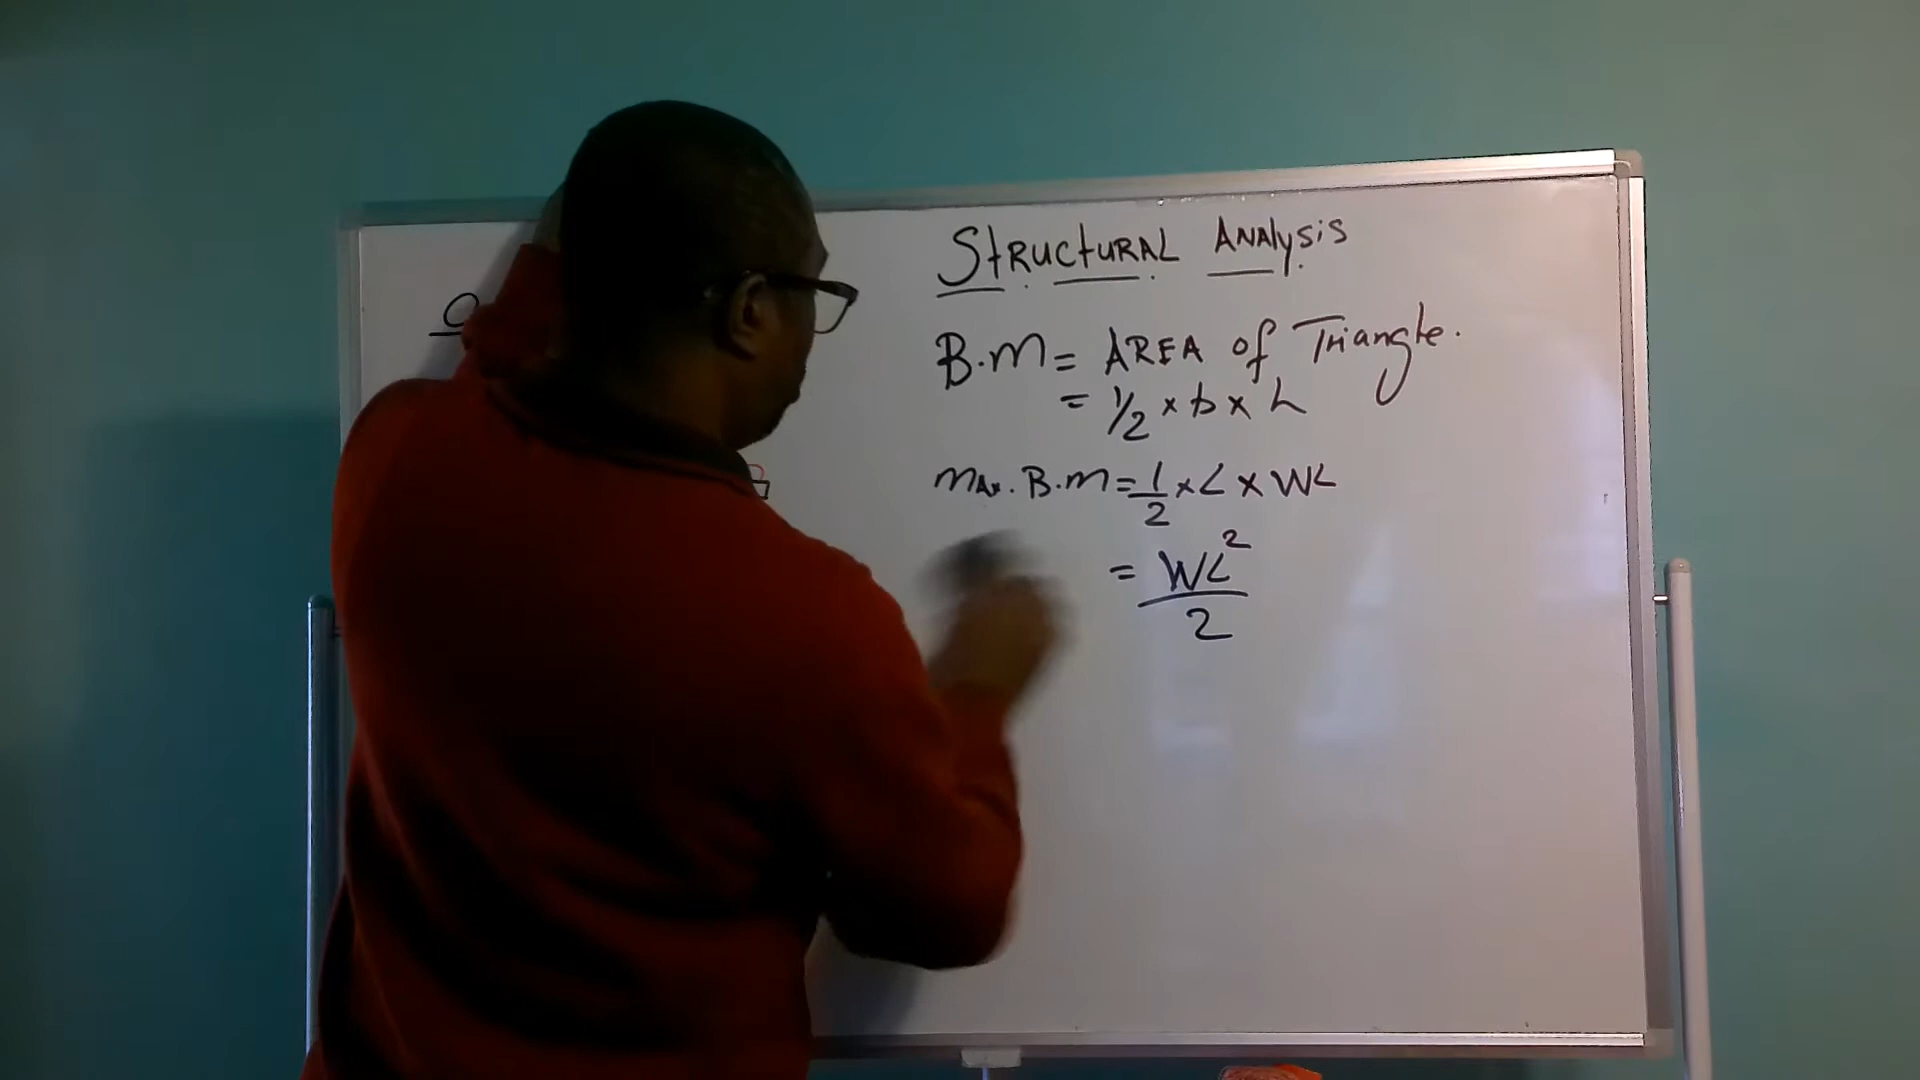 Structural Analysis
B.M = AREA of Triangle.
= 1/2 x b x h
Max. B.M = 1/2 x L x WL
= WL²/2